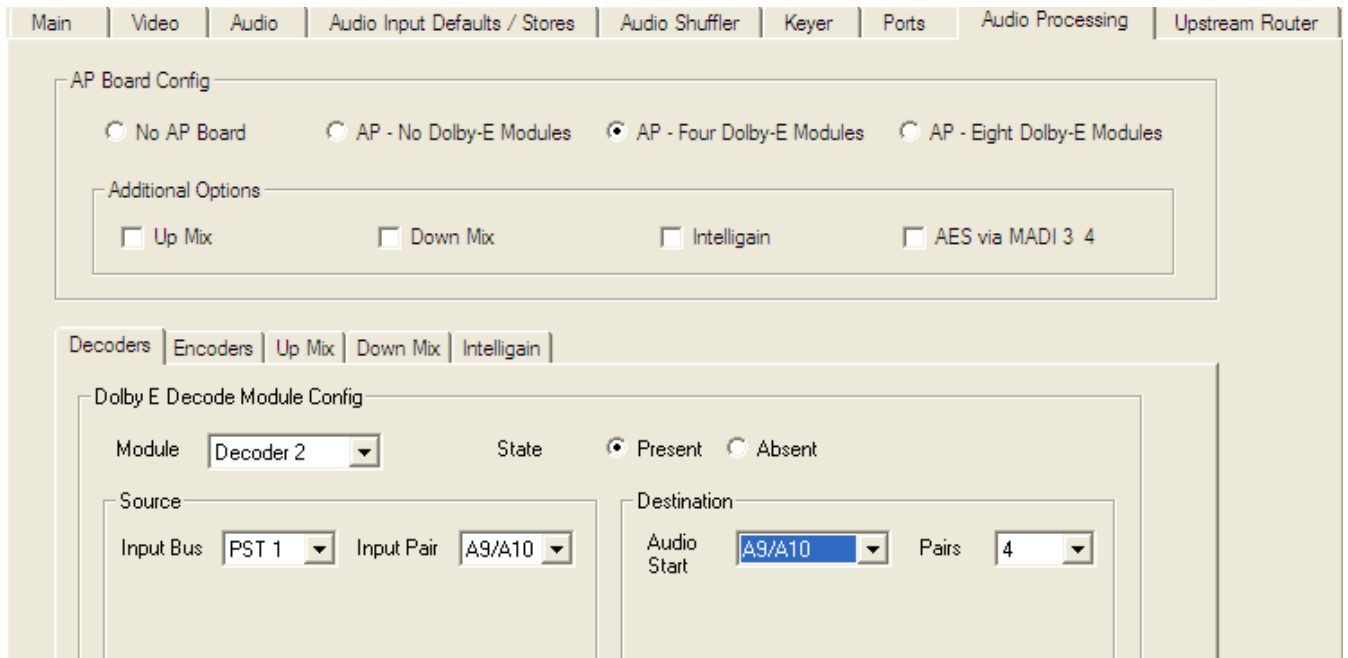 Main Video Audio Audio Input Defaults / Stores Audio Shuffler Keyer Ports Audio Processing Upstream Router
AP Board Config
No AP Board AP - No Dolby-E Modules AP - Four Dolby-E Modules AP - Eight Dolby-E Modules
Additional Options
Up Mix Down Mix Intelligain AES via MADI 3 4
Decoders Encoders Up Mix Down Mix Intelligain
Dolby E Decode Module Config
Module Decoder 2 State Present Absent
Source Destination
Input Bus PST 1 Input Pair A9/A10 Audio Start A9/A10 Pairs 4